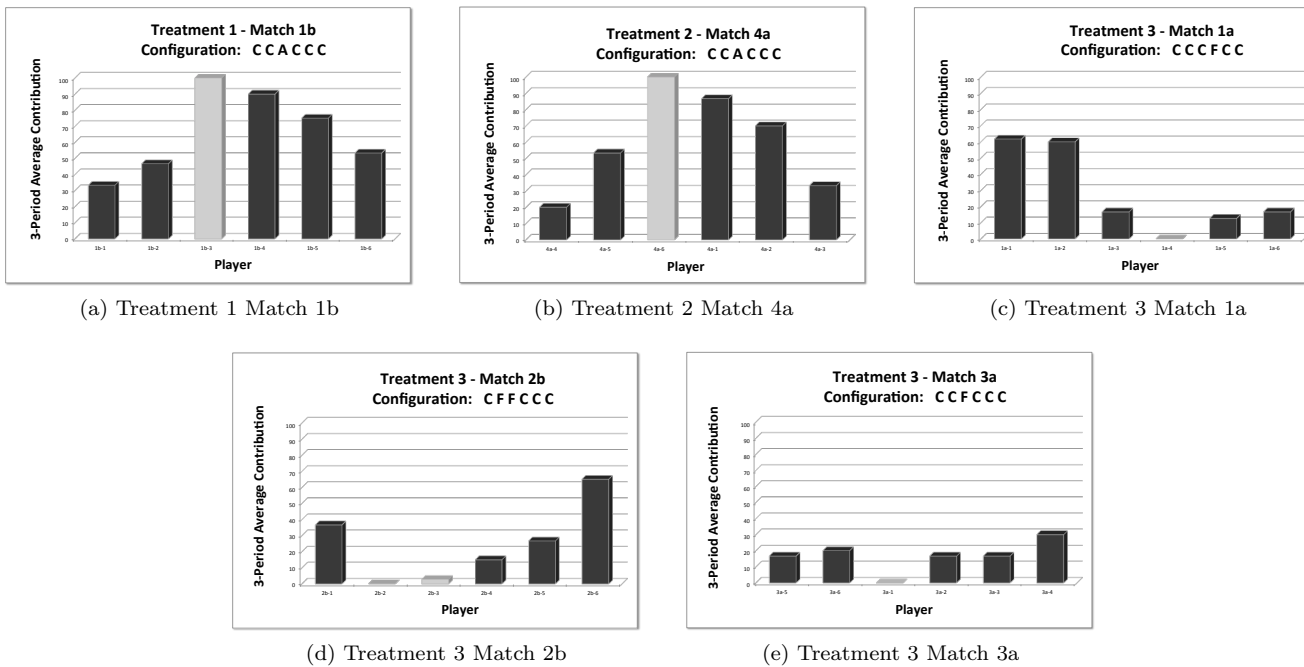 Treatment 1 - Match 1b
Configuration: C C A C C C
3-Period Average Contribution
100
90
80
70
60
50
40
30
20
10
0
1b-1 1b-2 1b-3 1b-4 1b-5 1b-6
Player
(a) Treatment 1 Match 1b
Treatment 2 - Match 4a
Configuration: C C A C C C
3-Period Average Contribution
100
90
80
70
60
50
40
30
20
10
0
4a-4 4a-5 4a-6 4a-1 4a-2 4a-3
Player
(b) Treatment 2 Match 4a
Treatment 3 - Match 1a
Configuration: C C C F C C
3-Period Average Contribution
100
90
80
70
60
50
40
30
20
10
0
1a-1 1a-2 1a-3 1a-4 1a-5 1a-6
Player
(c) Treatment 3 Match 1a
Treatment 3 - Match 2b
Configuration: C F F C C C
3-Period Average Contribution
100
90
80
70
60
50
40
30
20
10
0
2b-1 2b-2 2b-3 2b-4 2b-5 2b-6
Player
(d) Treatment 3 Match 2b
Treatment 3 - Match 3a
Configuration: C C F C C C
3-Period Average Contribution
100
90
80
70
60
50
40
30
20
10
0
3a-5 3a-6 3a-1 3a-2 3a-3 3a-4
Player
(e) Treatment 3 Match 3a